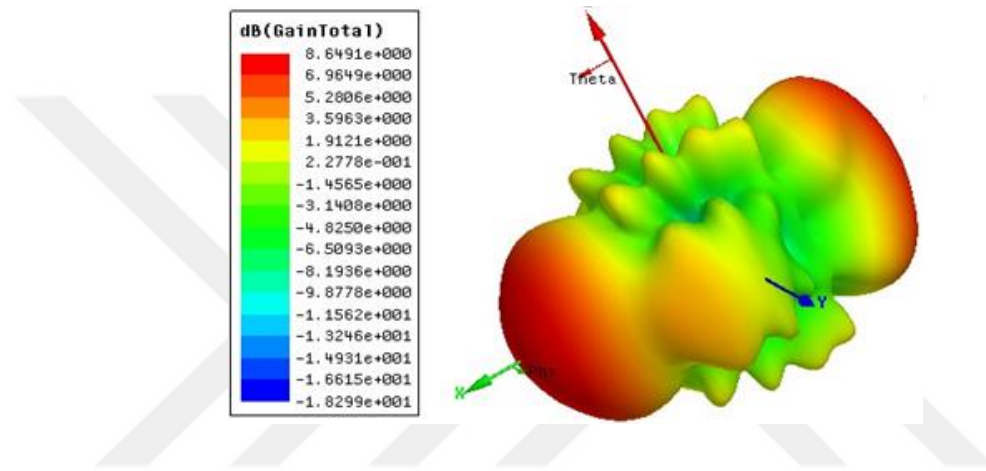 dB(GainTotal)
8.6491e+000
6.9649e+000
5.2806e+000
3.5963e+000
1.9121e+000
2.2778e-001
-1.4565e+000
-3.1408e+000
-4.8250e+000
-6.5093e+000
-8.1936e+000
-9.8778e+000
-1.1562e+001
-1.3246e+001
-1.4931e+001
-1.6615e+001
-1.8299e+001
Theta
Y
X